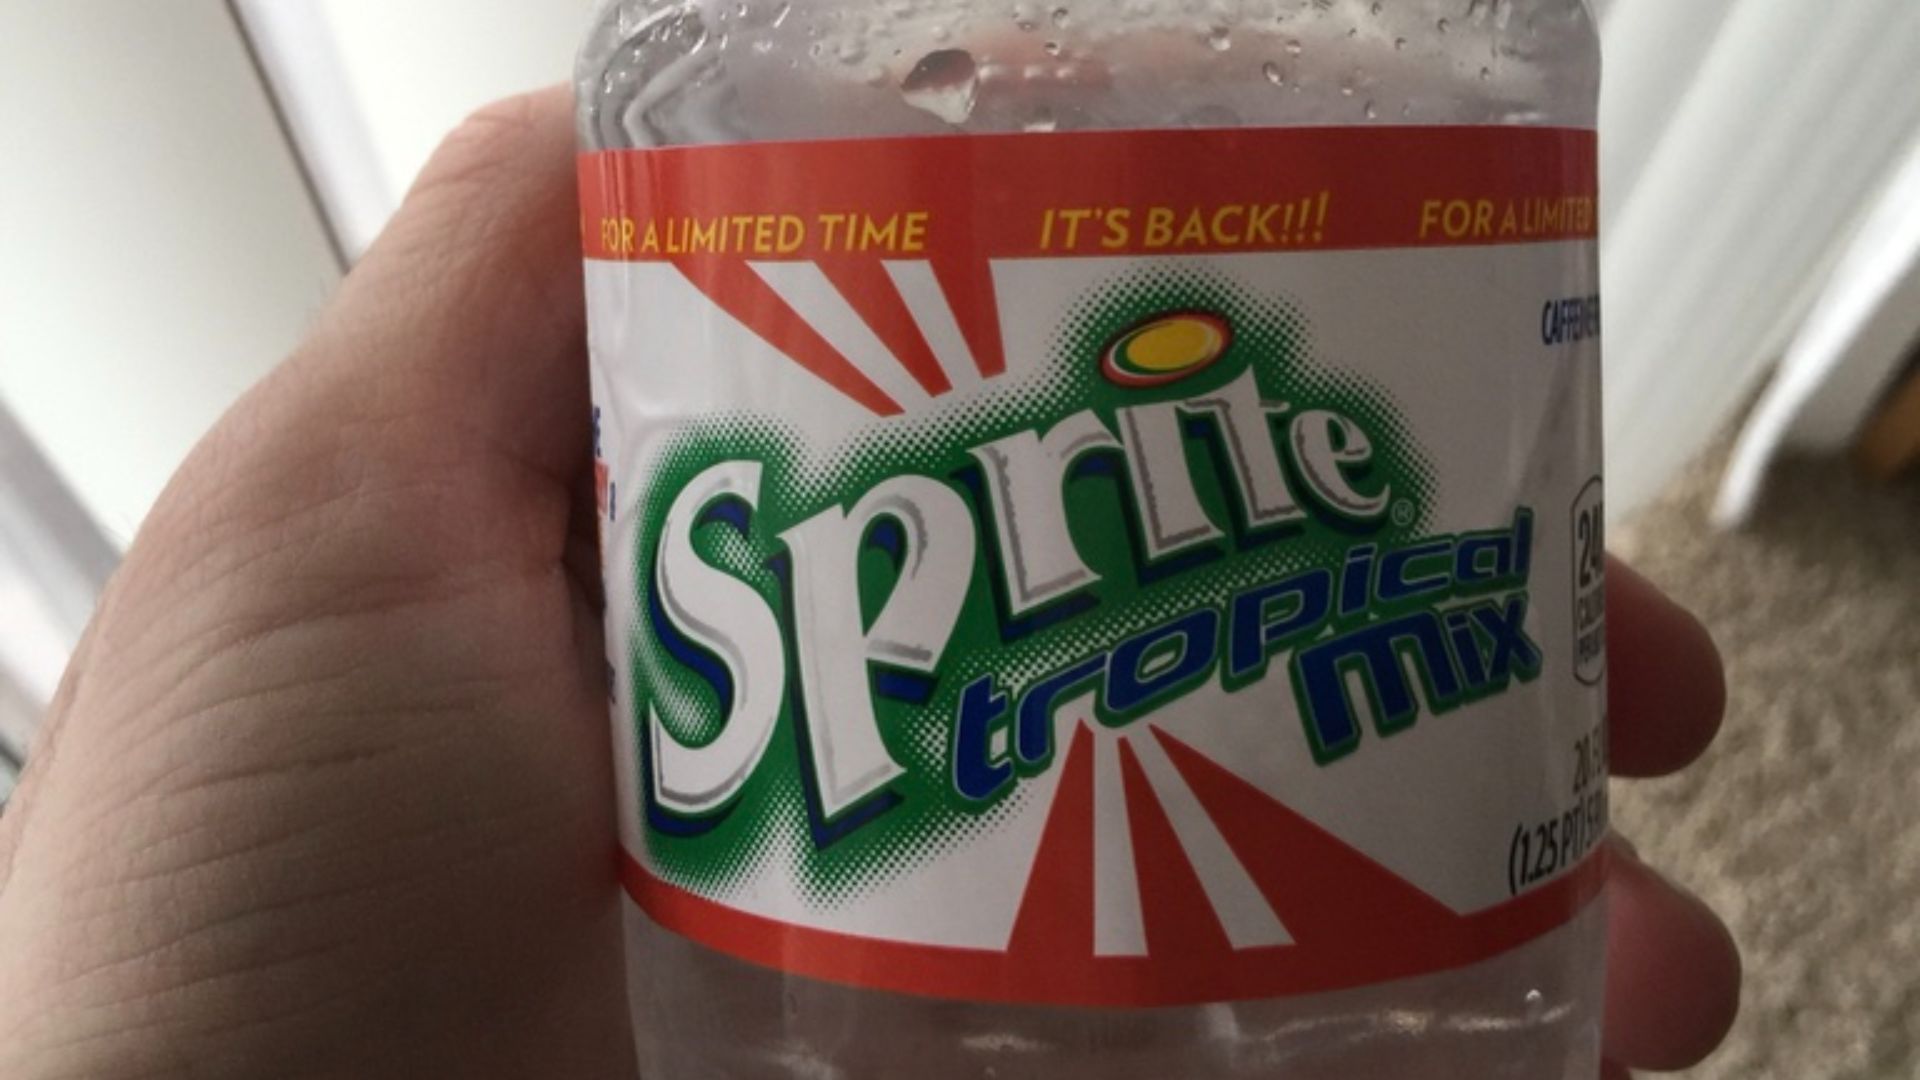 FOR A LIMITED TIME IT'S BACK!!! FOR A LIMITED
Sprite®
tropical
mix
(1.25 PT)